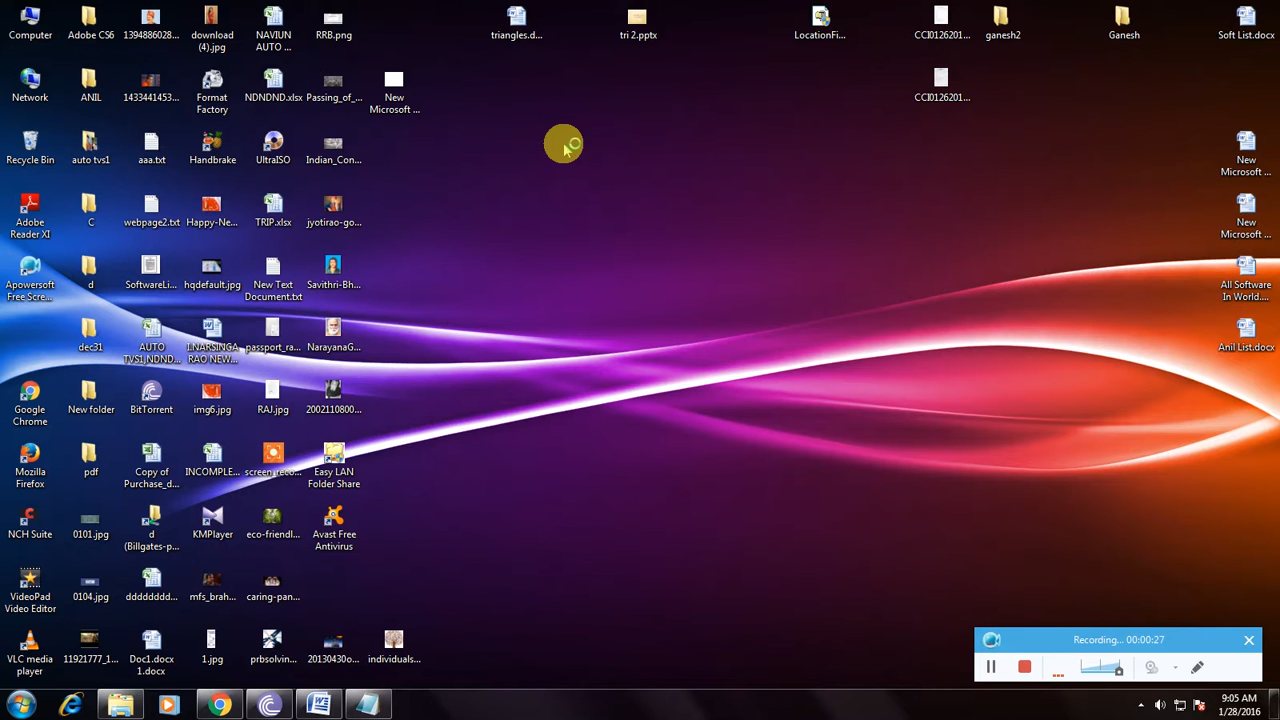 Computer
Adobe CS6
1394886028...
download
(4).jpg
NAVIUN
AUTO ...
RRB.png
triangles.d...
tri 2.pptx
LocationFi...
CCI0126201...
ganesh2
Ganesh
Soft List.docx
Network
ANIL
1433441453...
Format
Factory
NDNDND.xlsx
Passing_of_...
New
Microsoft ...
CCI0126201...
Recycle Bin
auto tvs1
aaa.txt
Handbrake
UltraISO
Indian_Con...
New
Microsoft ...
Adobe
Reader XI
C
webpage2.txt
Happy-Ne...
TRIP.xlsx
jyotirao-go...
New
Microsoft ...
Apowersoft
Free Scre...
d
SoftwareLi...
hqdefault.jpg
New Text
Document.txt
Savithri-Bh...
All Software
In World....
dec31
AUTO
TVS1,NDND...
I.NARSINGA
RAO NEW...
passport_ra...
NarayanaG...
Anil List.docx
Google
Chrome
New folder
BitTorrent
img6.jpg
RAJ.jpg
2002110800...
Mozilla
Firefox
pdf
Copy of
Purchase_d...
INCOMPLE...
screen_reco...
Easy LAN
Folder Share
NCH Suite
0101.jpg
d
(Billgates-p...
KMPlayer
eco-friendl...
Avast Free
Antivirus
VideoPad
Video Editor
0104.jpg
dddddddd...
mfs_brah...
caring-pan...
VLC media
player
11921777_1...
Doc1.docx
1.docx
1.jpg
prbsolvin...
20130430o...
individuals...
Recording... 00:00:27
9:05 AM
1/28/2016